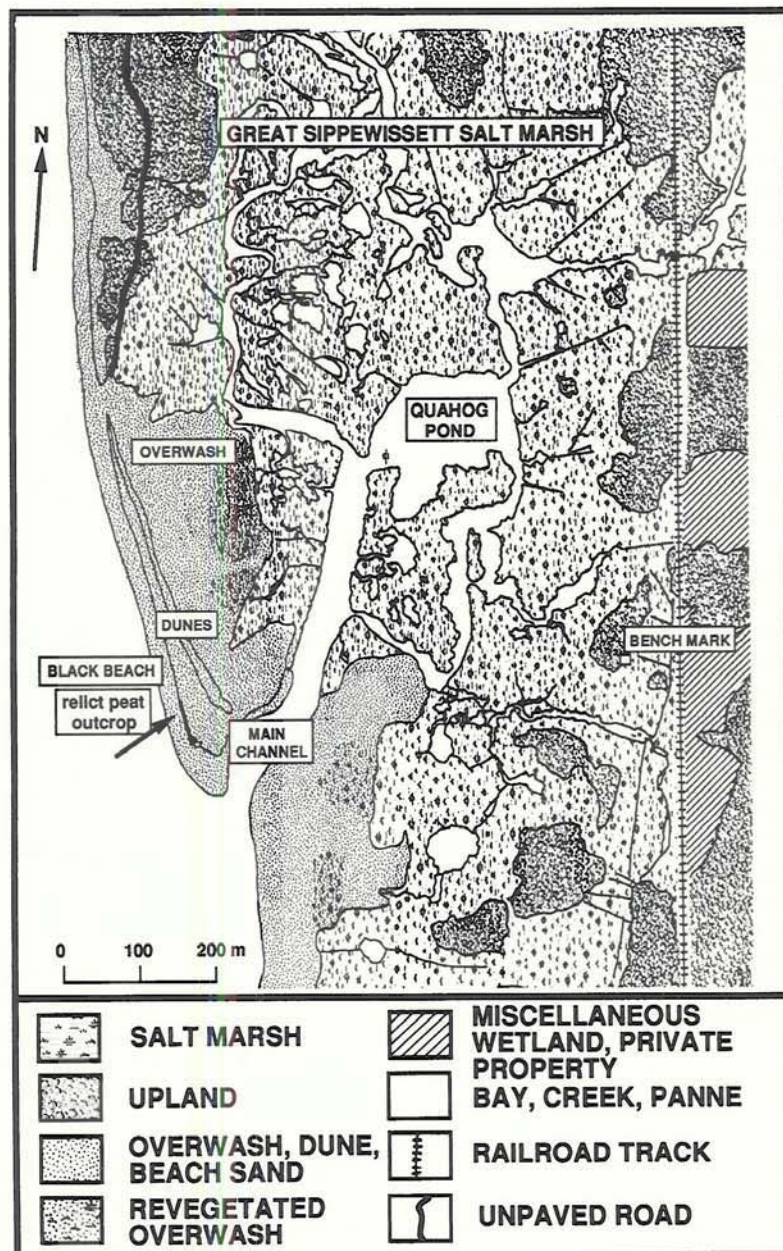 N
GREAT SIPPEWISSETT SALT MARSH
QUAHOG
POND
OVERWASH
DUNES
BLACK BEACH
relict peat
outcrop
BENCH MARK
MAIN
CHANNEL
0 100 200 m
SALT MARSH
UPLAND
OVERWASH, DUNE,
BEACH SAND
REVEGETATED
OVERWASH
MISCELLANEOUS
WETLAND, PRIVATE
PROPERTY
BAY, CREEK, PANNE
RAILROAD TRACK
UNPAVED ROAD